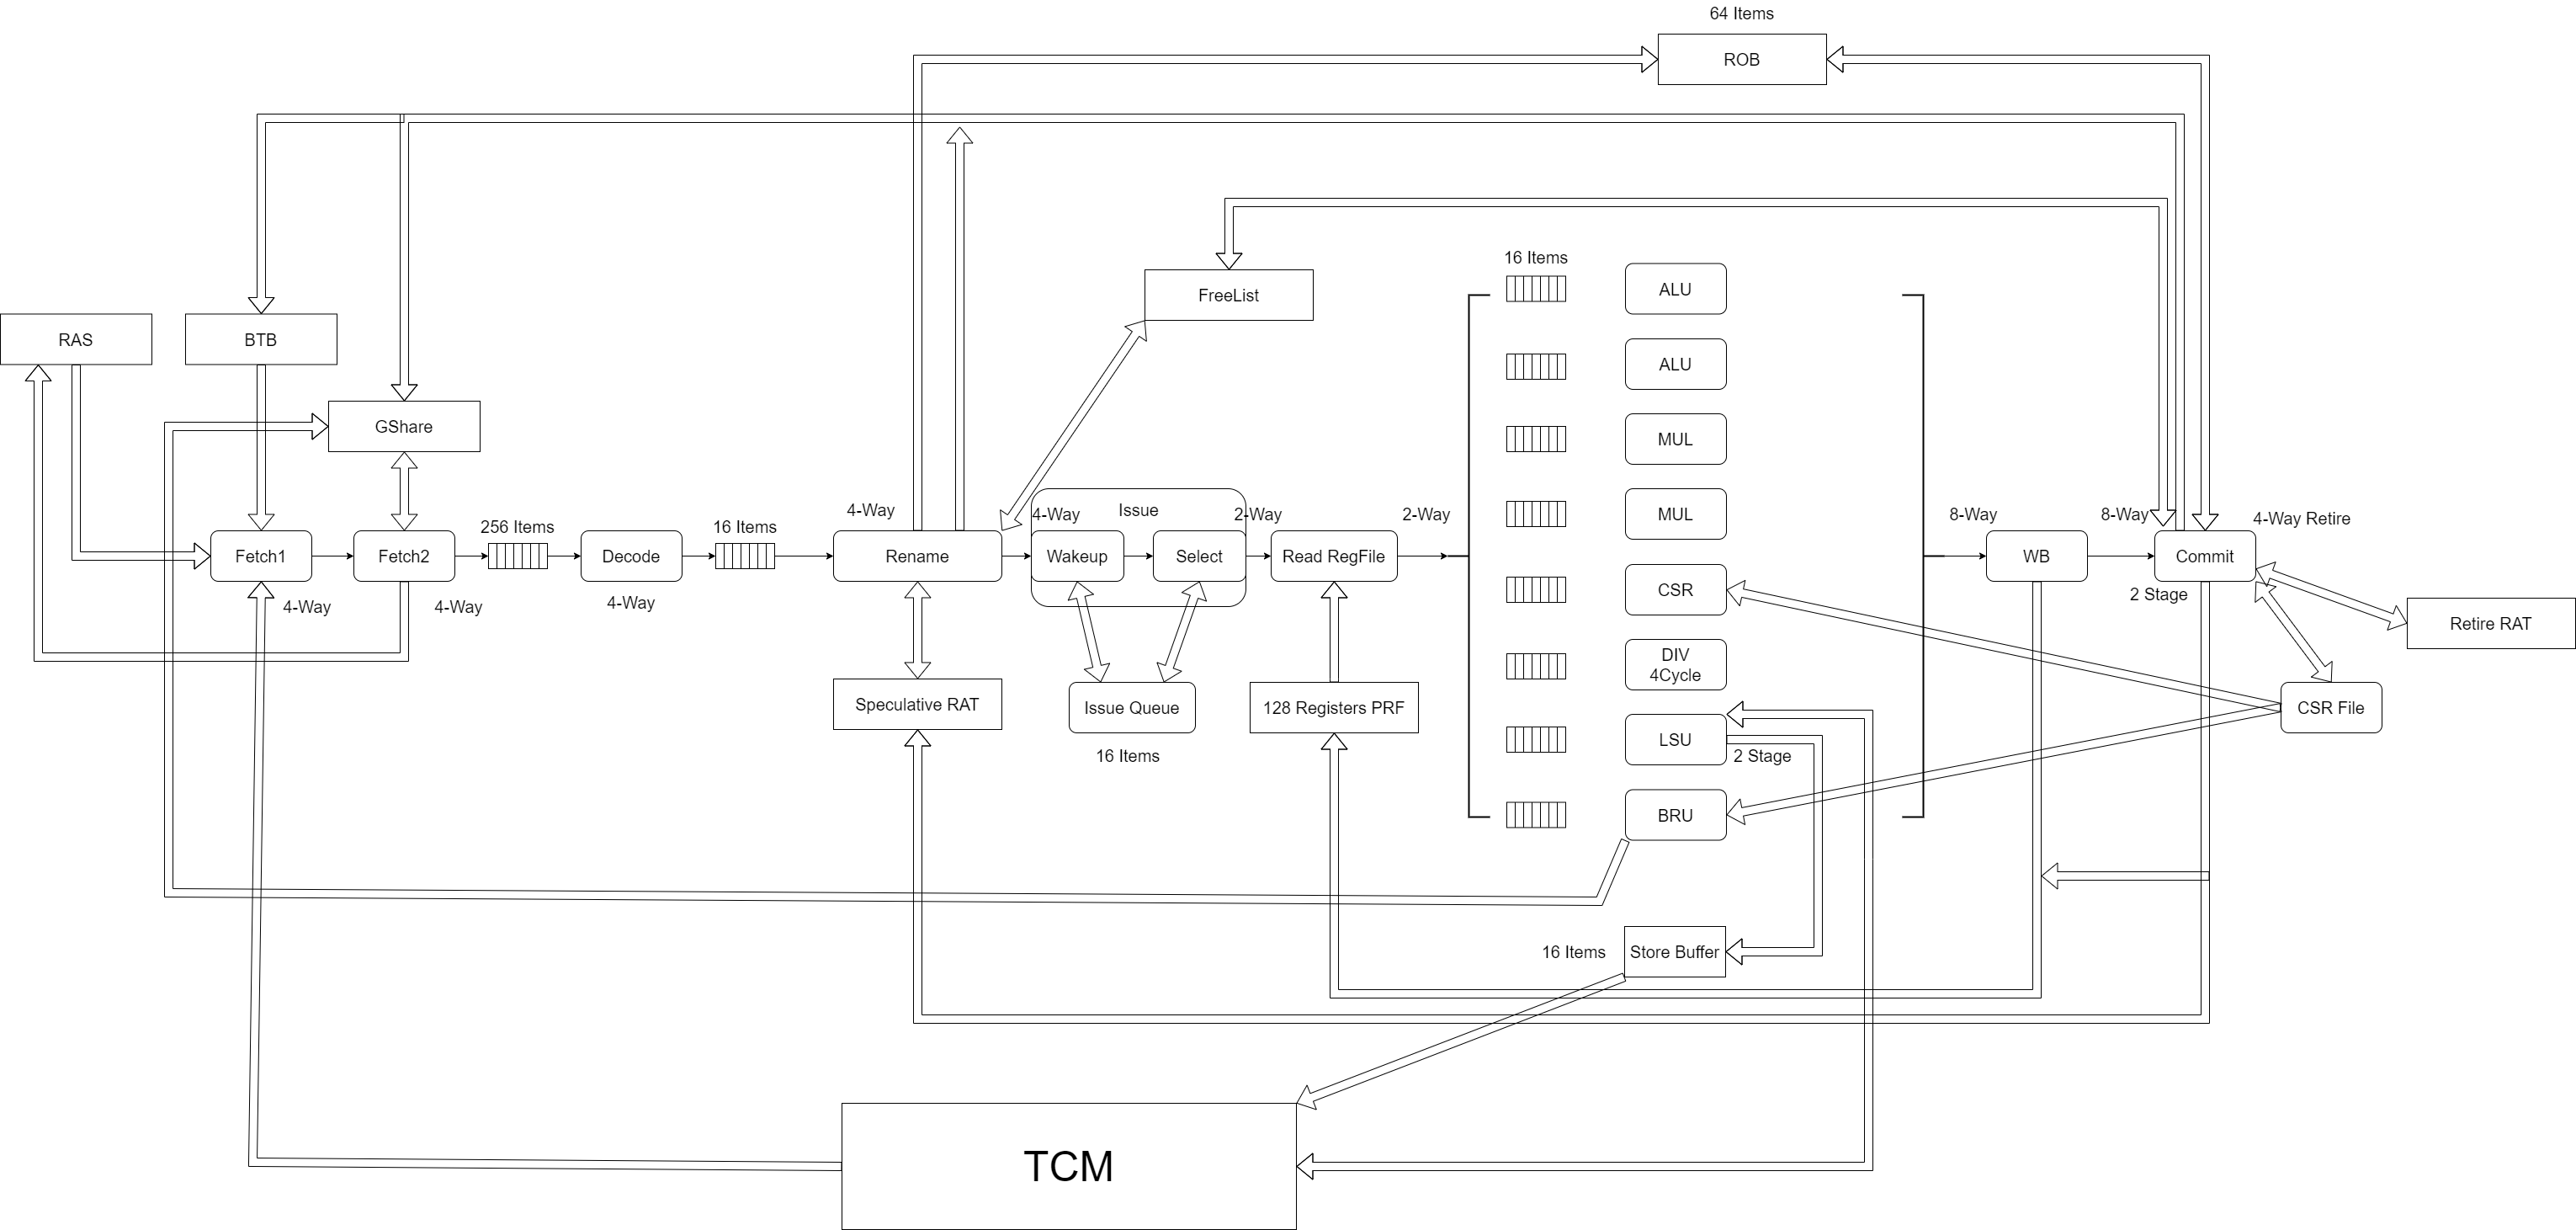 64 Items
ROB
16 Items
ALU
FreeList
RAS
BTB
ALU
GShare
MUL
4-Way
4-Way
Issue
2-Way
2-Way
MUL
8-Way
8-Way
4-Way Retire
256 Items
16 Items
Fetch1
Fetch2
Decode
Rename
Wakeup
Select
Read RegFile
WB
Commit
4-Way
4-Way
4-Way
CSR
2 Stage
Retire RAT
DIV
4Cycle
Speculative RAT
Issue Queue
128 Registers PRF
CSR File
LSU
2 Stage
16 Items
BRU
16 Items
Store Buffer
TCM